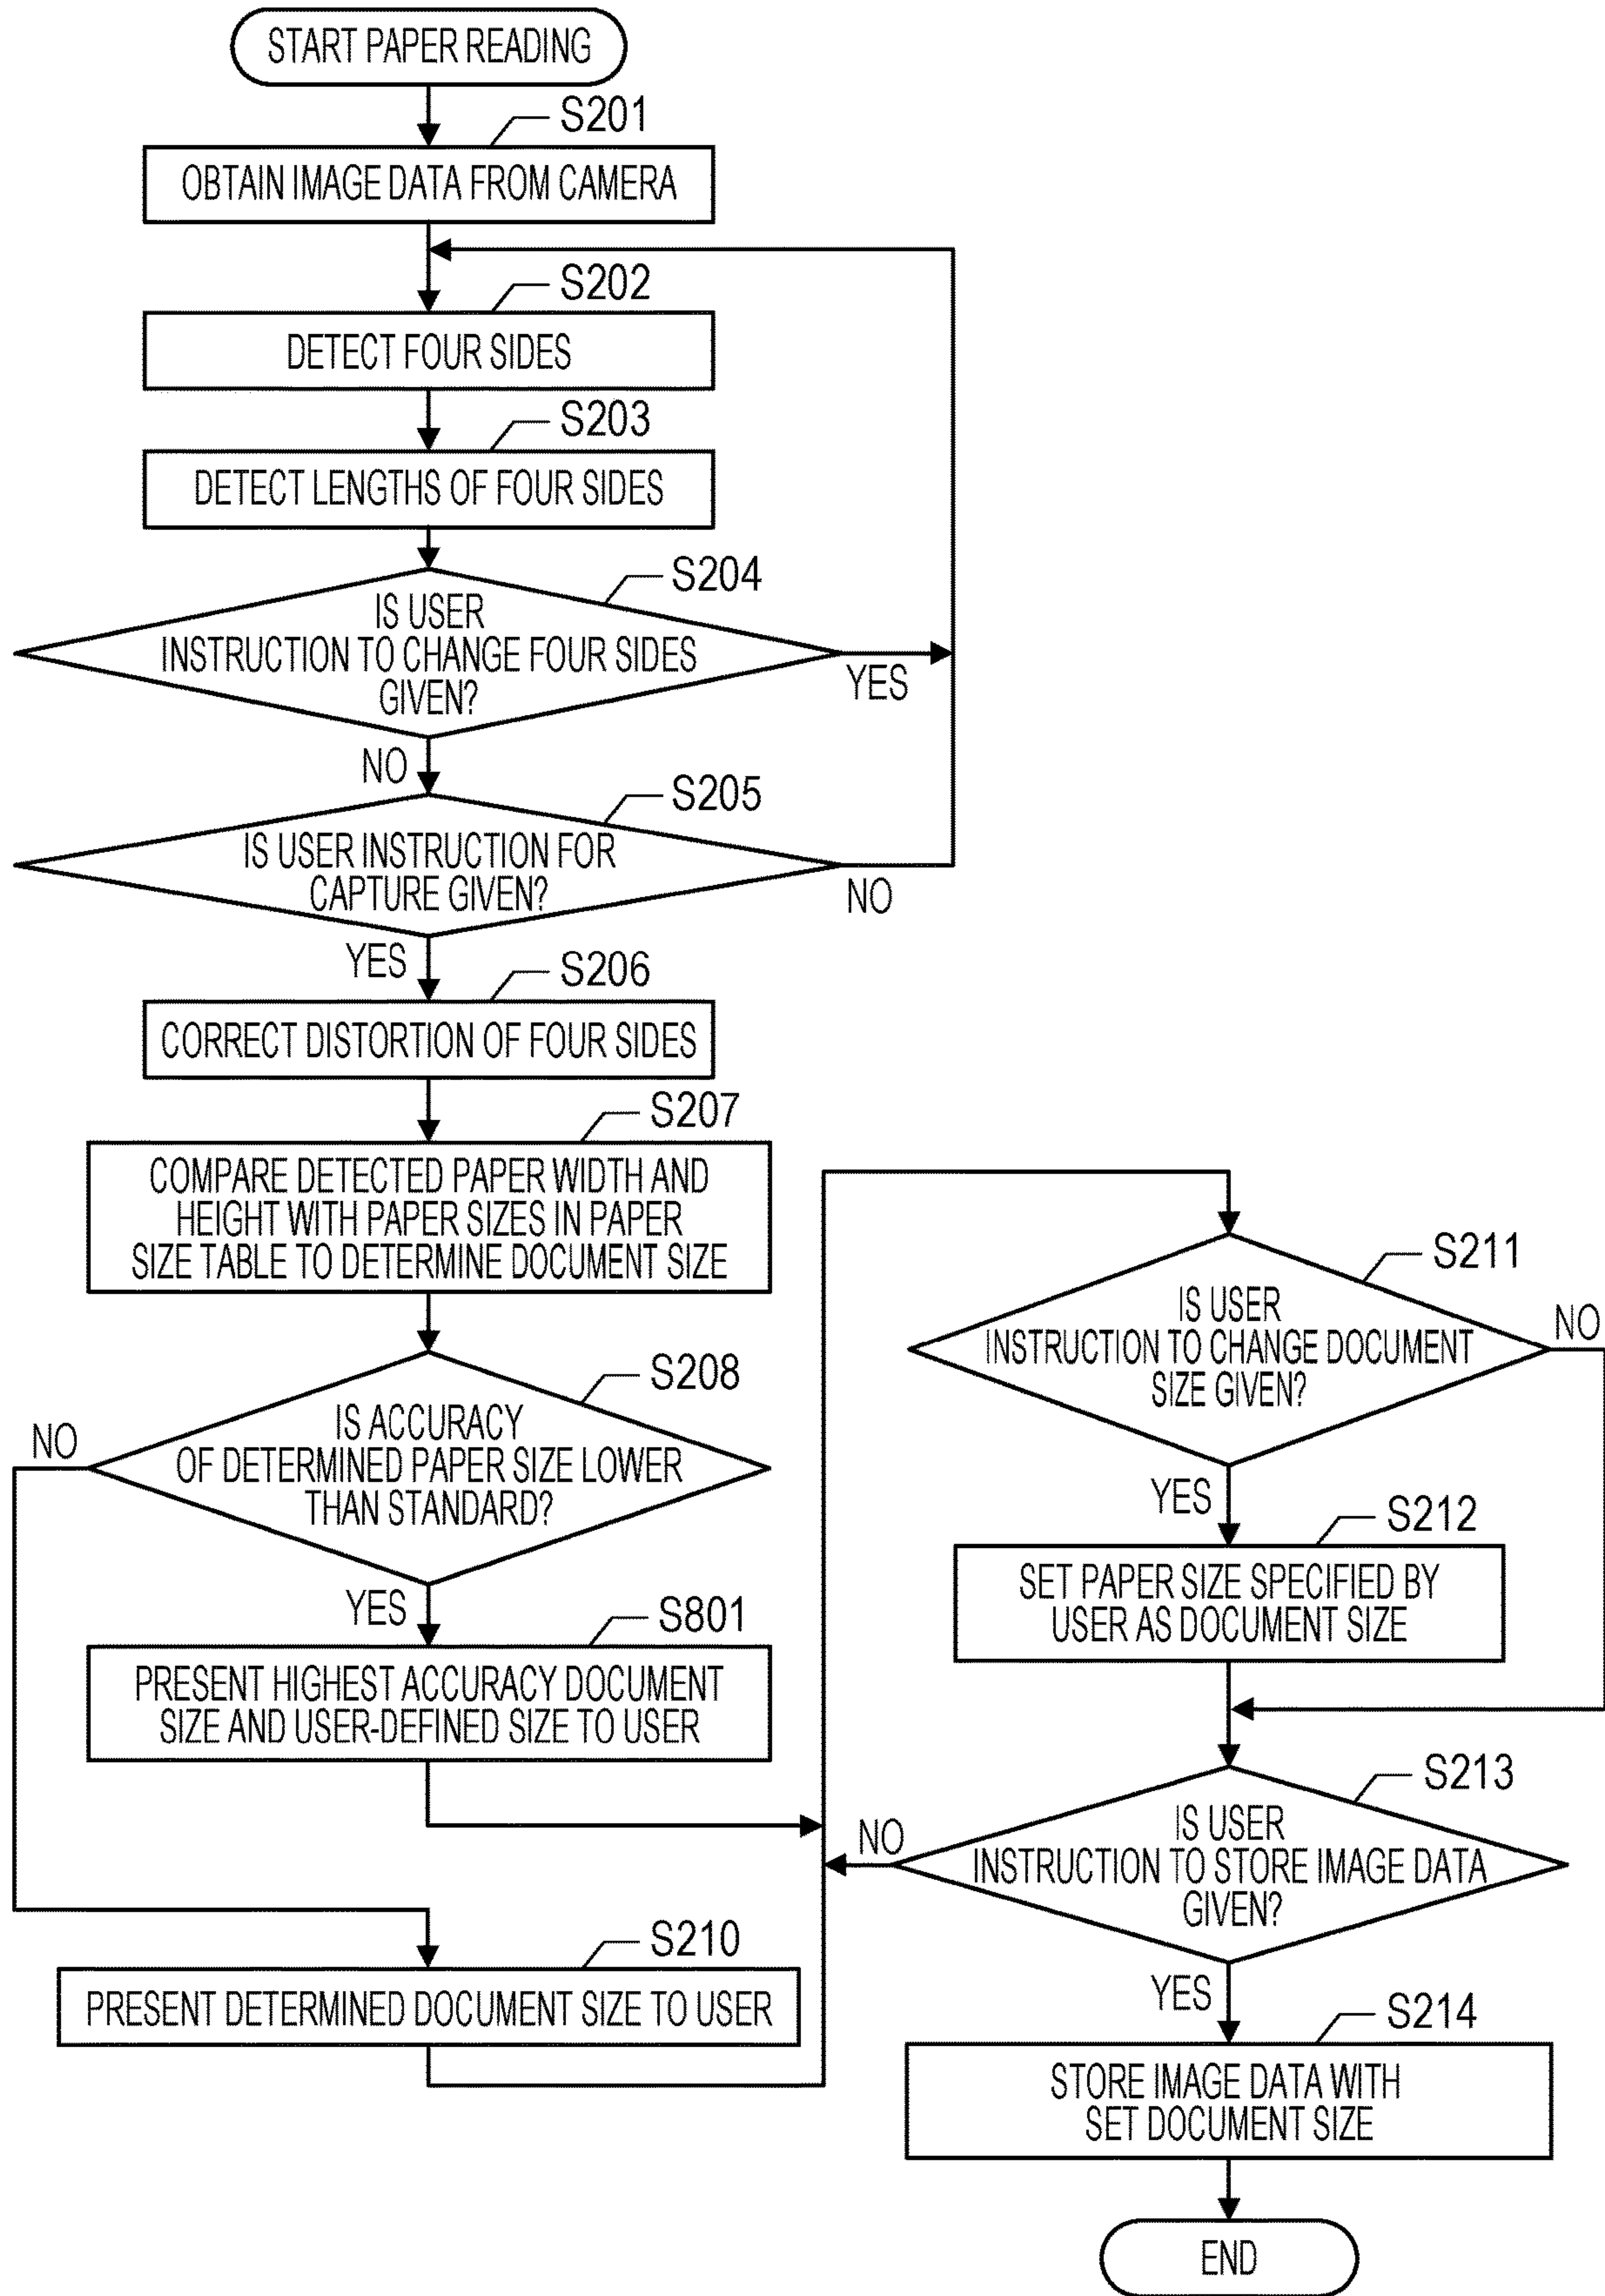 START PAPER READING
S201
OBTAIN IMAGE DATA FROM CAMERA
S202
DETECT FOUR SIDES
S203
DETECT LENGTHS OF FOUR SIDES
S204
IS USER
INSTRUCTION TO CHANGE FOUR SIDES
GIVEN?
YES
NO
S205
IS USER INSTRUCTION FOR
CAPTURE GIVEN?
NO
YES
S206
CORRECT DISTORTION OF FOUR SIDES
S207
COMPARE DETECTED PAPER WIDTH AND
HEIGHT WITH PAPER SIZES IN PAPER
SIZE TABLE TO DETERMINE DOCUMENT SIZE
S208
IS ACCURACY
OF DETERMINED PAPER SIZE LOWER
THAN STANDARD?
NO
YES
S801
PRESENT HIGHEST ACCURACY DOCUMENT
SIZE AND USER-DEFINED SIZE TO USER
S210
PRESENT DETERMINED DOCUMENT SIZE TO USER
S211
IS USER
INSTRUCTION TO CHANGE DOCUMENT
SIZE GIVEN?
NO
YES
S212
SET PAPER SIZE SPECIFIED BY
USER AS DOCUMENT SIZE
S213
IS USER
INSTRUCTION TO STORE IMAGE DATA
GIVEN?
NO
YES
S214
STORE IMAGE DATA WITH
SET DOCUMENT SIZE
END